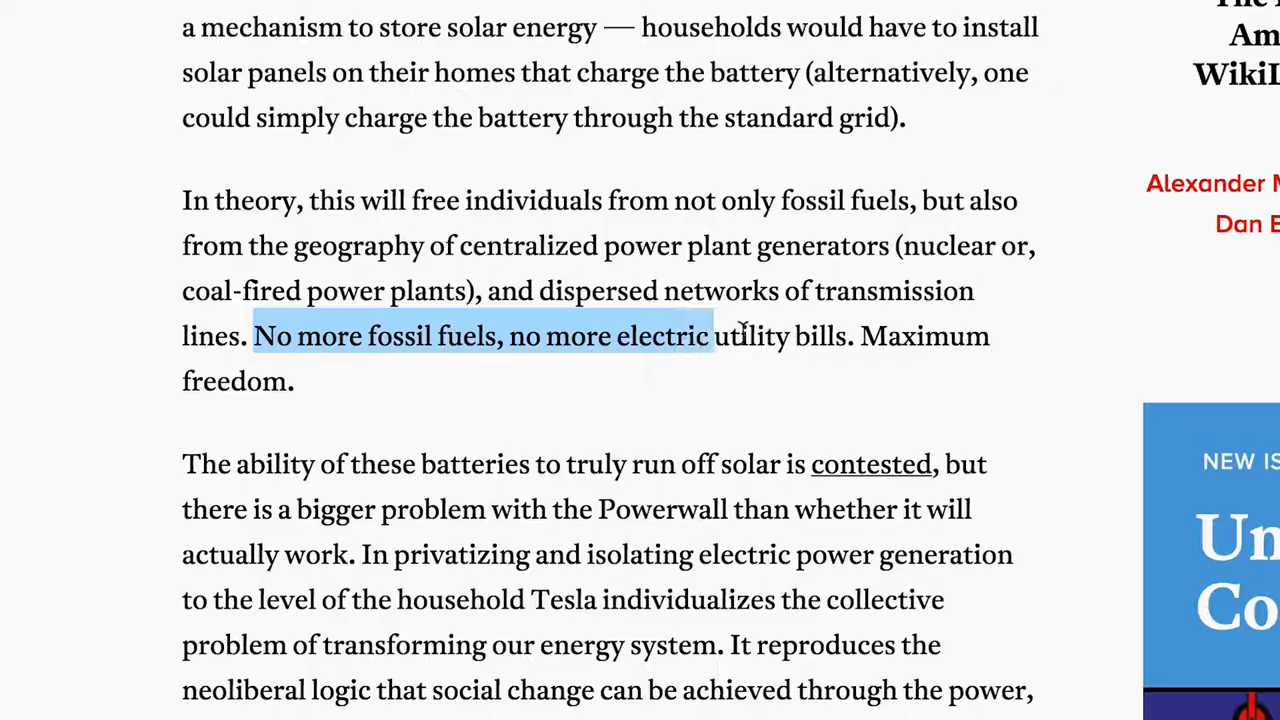 a mechanism to store solar energy — households would have to install
solar panels on their homes that charge the battery (alternatively, one
could simply charge the battery through the standard grid).
In theory, this will free individuals from not only fossil fuels, but also
from the geography of centralized power plant generators (nuclear or,
coal-fired power plants), and dispersed networks of transmission
lines. No more fossil fuels, no more electric utility bills. Maximum
freedom.
The ability of these batteries to truly run off solar is contested, but
there is a bigger problem with the Powerwall than whether it will
actually work. In privatizing and isolating electric power generation
to the level of the household Tesla individualizes the collective
problem of transforming our energy system. It reproduces the
neoliberal logic that social change can be achieved through the power,
Am
WikiL
Alexander M
Dan E
NEW IS
Un
Co